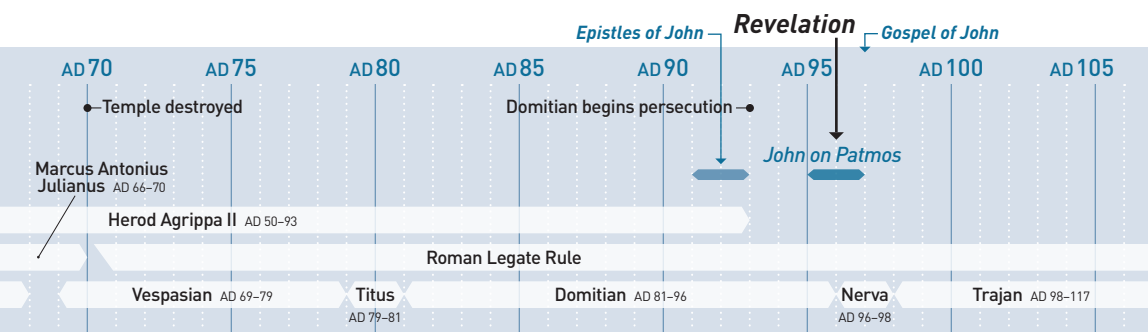 Revelation
Epistles of John
Gospel of John
AD 70
AD 75
AD 80
AD 85
AD 90
AD 95
AD 100
AD 105
Temple destroyed
Domitian begins persecution
John on Patmos
Marcus Antonius
Julianus AD 66–70
Herod Agrippa II AD 50–93
Roman Legate Rule
Vespasian AD 69–79
Titus
AD 79–81
Domitian AD 81–96
Nerva
AD 96–98
Trajan AD 98–117